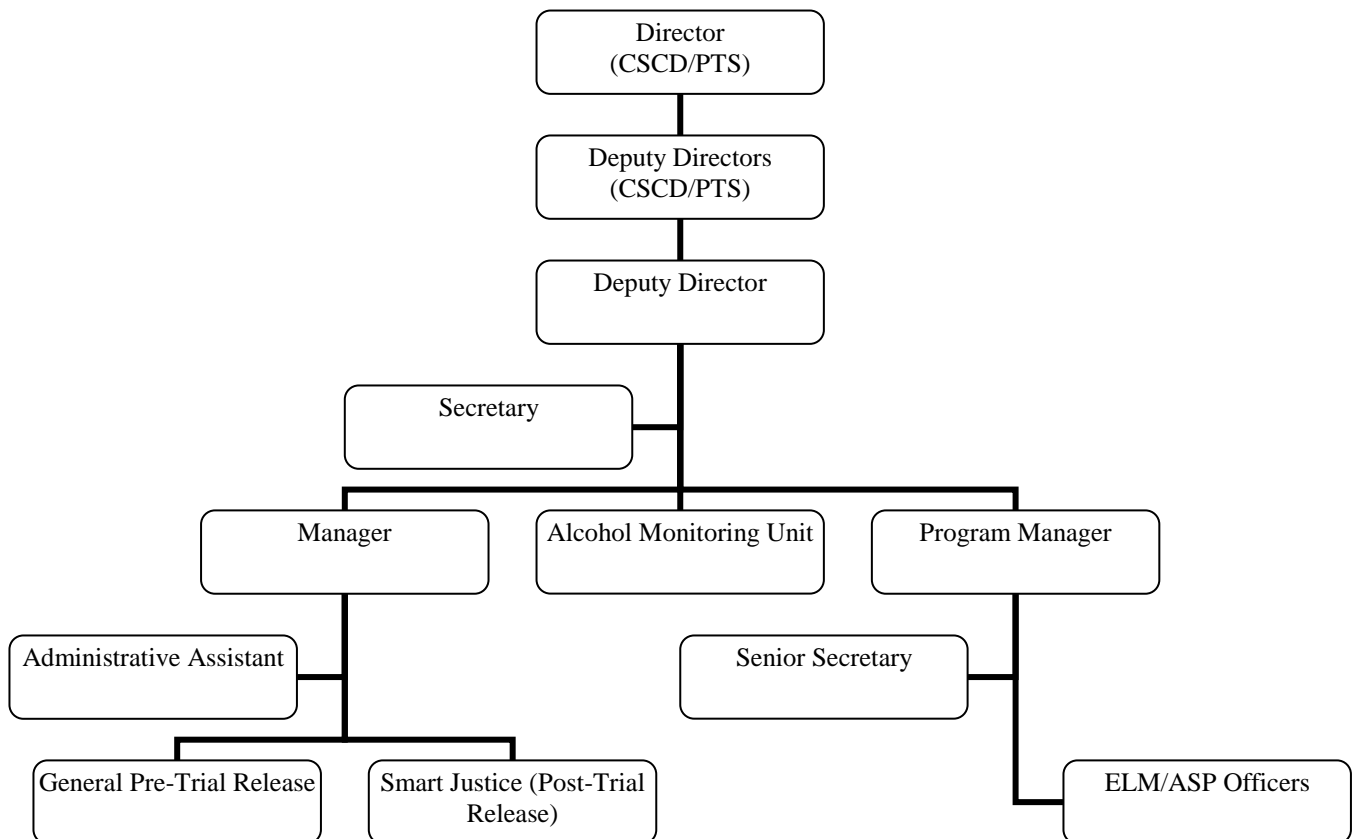 Director
(CSCD/PTS)
Deputy Directors
(CSCD/PTS)
Deputy Director
Secretary
Manager
Alcohol Monitoring Unit
Program Manager
Administrative Assistant
Senior Secretary
General Pre-Trial Release
Smart Justice (Post-Trial
Release)
ELM/ASP Officers